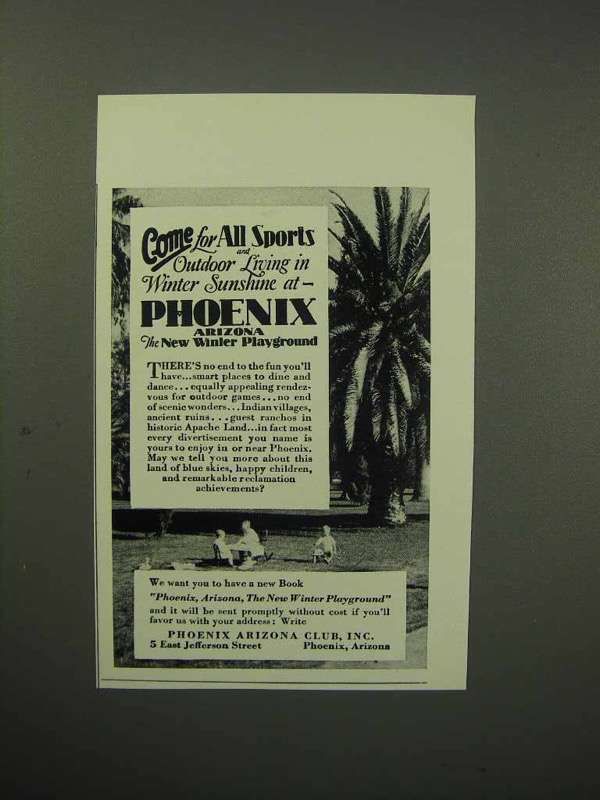 Come for All Sports
and
Outdoor Living in
Winter Sunshine at—
PHOENIX
ARIZONA
The New Winter Playground
THERE'S no end to the fun you'll
have...smart places to dine and
dance...equally appealing rendez-
vous for outdoor games...no end
of scenic wonders...Indian villages,
ancient ruins...guest ranchos in
historic Apache Land...in fact most
every divertisement you name is
yours to enjoy in or near Phoenix.
May we tell you more about this
land of blue skies, happy children,
and remarkable reclamation
achievements?
We want you to have a new Book
"Phoenix, Arizona, The New Winter Playground"
and it will be sent promptly without cost if you'll
favor us with your address: Write
PHOENIX ARIZONA CLUB, INC.
5 East Jefferson Street Phoenix, Arizona